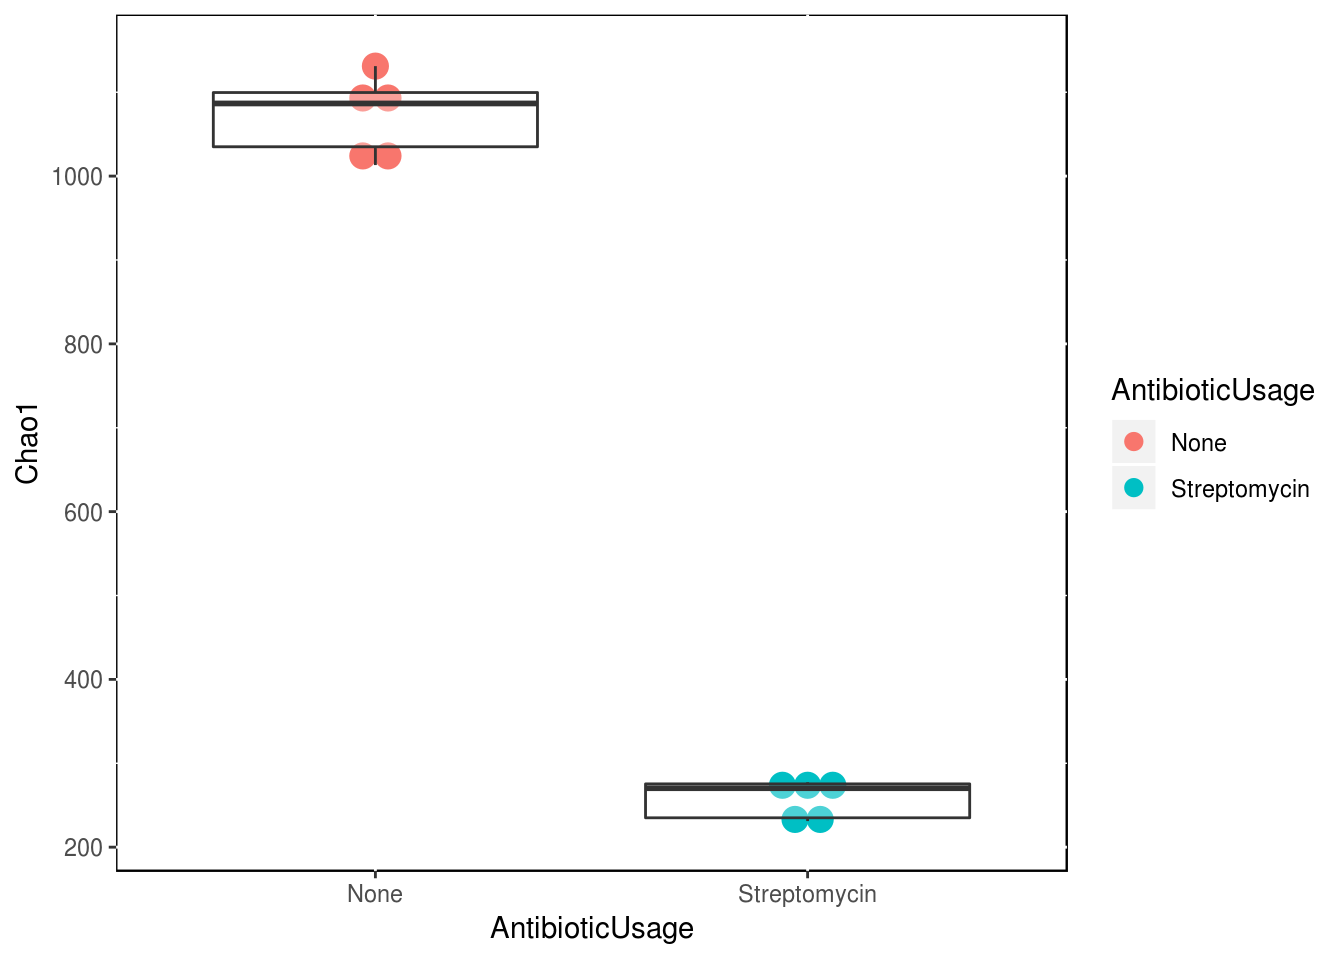 1000
800
600
400
200
Chao1
None
Streptomycin
AntibioticUsage
AntibioticUsage
None
Streptomycin